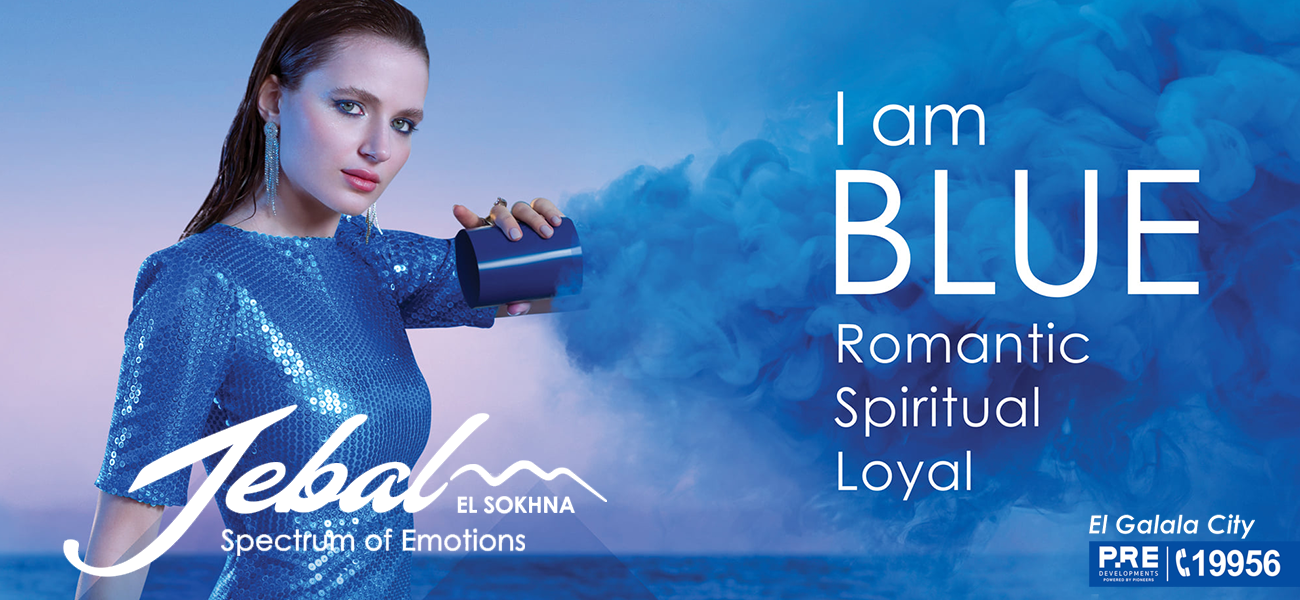 I am
BLUE
Romantic
Spiritual
Loyal
Jebal
EL SOKHNA
Spectrum of Emotions
El Galala City
PRE
DEVELOPMENTS
POWERED BY PIONEERS
19956